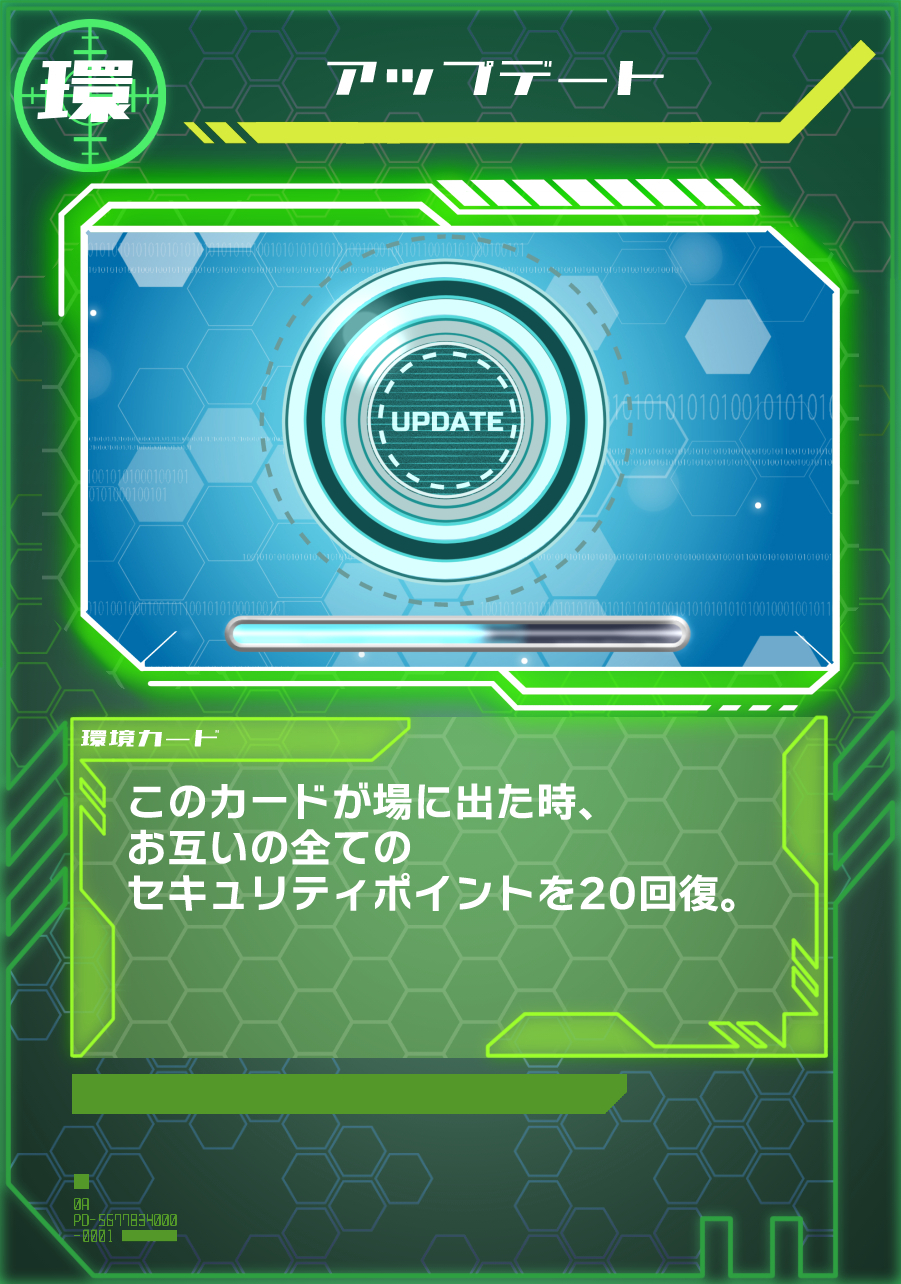 環
アップデート
UPDATE
環境カード
このカードが場に出た時、
お互いの全ての
セキュリティポイントを20回復。
0A
PD-5677834000
-0001